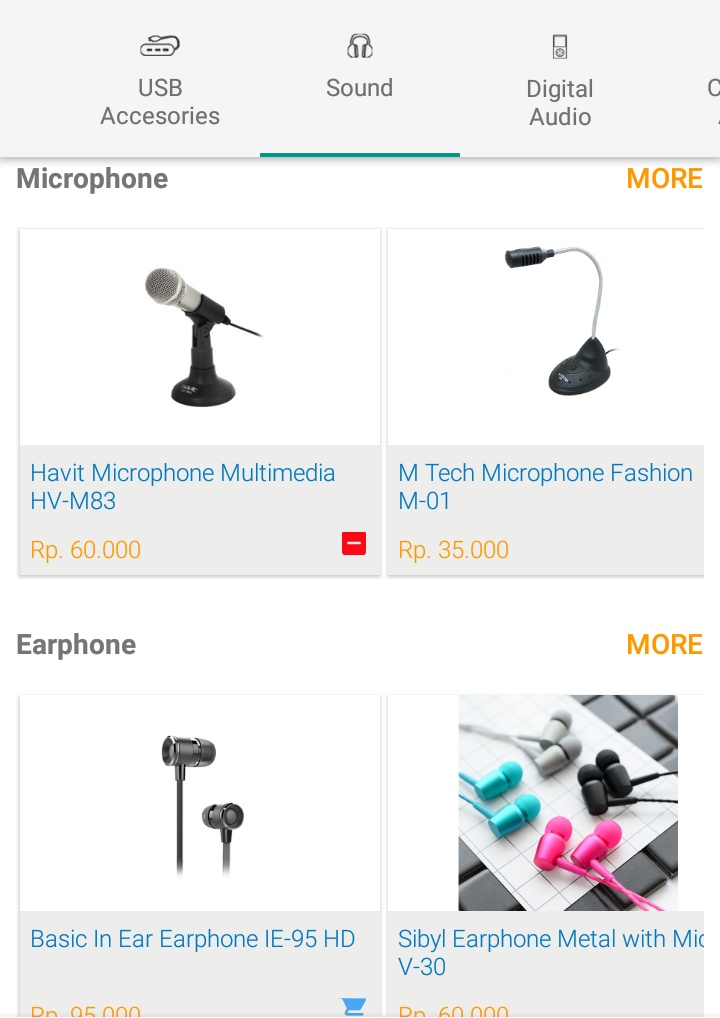 USB
Accesories
Sound
Digital
Audio
Microphone
MORE
Havit Microphone Multimedia
HV-M83
Rp. 60.000
M Tech Microphone Fashion
M-01
Rp. 35.000
Earphone
MORE
Basic In Ear Earphone IE-95 HD
Rp. 95.000
Sibyl Earphone Metal with Mic
V-30
Rp. 60.000